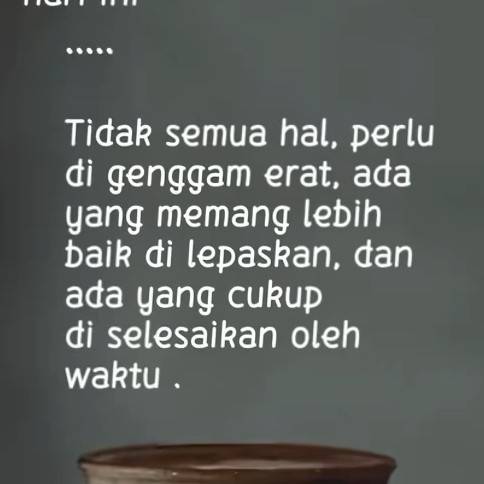 .....
Tidak semua hal, perlu
di genggam erat, ada
yang memang lebih
baik di lepaskan, dan
ada yang cukup
di selesaikan oleh
waktu .